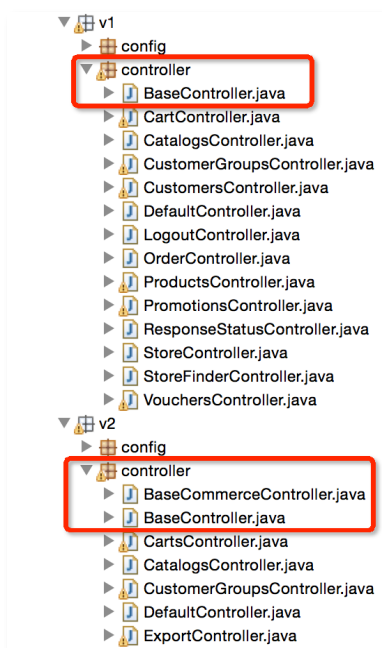 v1
config
controller
BaseController.java
CartController.java
CatalogsController.java
CustomerGroupsController.java
CustomersController.java
DefaultController.java
LogoutController.java
OrderController.java
ProductsController.java
PromotionsController.java
ResponseStatusController.java
StoreController.java
StoreFinderController.java
VouchersController.java
v2
config
controller
BaseCommerceController.java
BaseController.java
CartsController.java
CatalogsController.java
CustomerGroupsController.java
DefaultController.java
ExportController.java